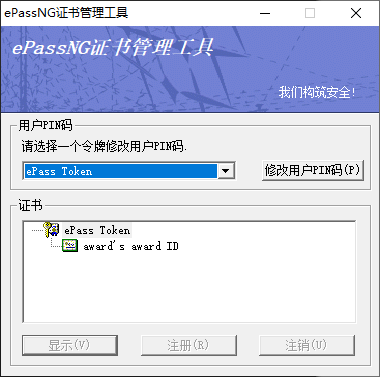 ePassNG证书管理工具
ePassNG证书管理工具
我们构筑安全!
用户PIN码
请选择一个令牌修改用户PIN码.
ePass Token
修改用户PIN码(P)
证书
ePass Token
award's award ID
显示(V)
注册(R)
注销(U)